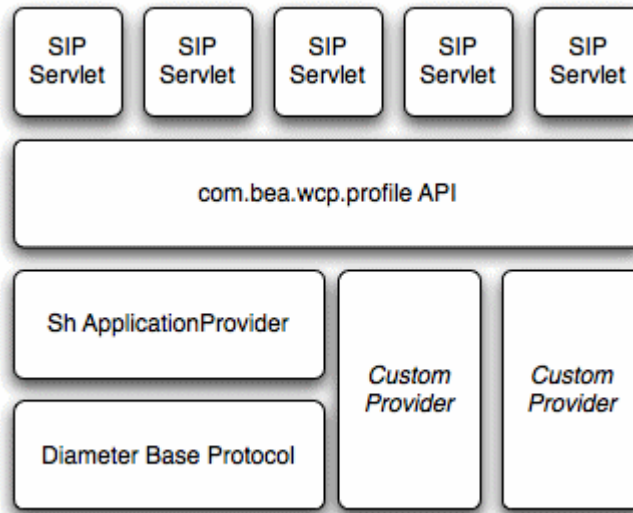 SIP
Servlet
SIP
Servlet
SIP
Servlet
SIP
Servlet
SIP
Servlet
com.bea.wcp.profile API
Sh ApplicationProvider
Custom
Provider
Custom
Provider
Diameter Base Protocol